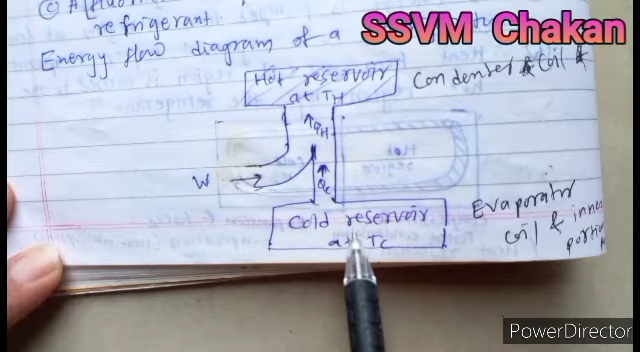 refrigerant.
SSVM Chakan
Energy flow diagram of a
Hot reservoir
at TH
Condenser & Coil &
QH
W
Qc
Cold reservoir
at Tc
Evaporator
coil & inner
portion
PowerDirector